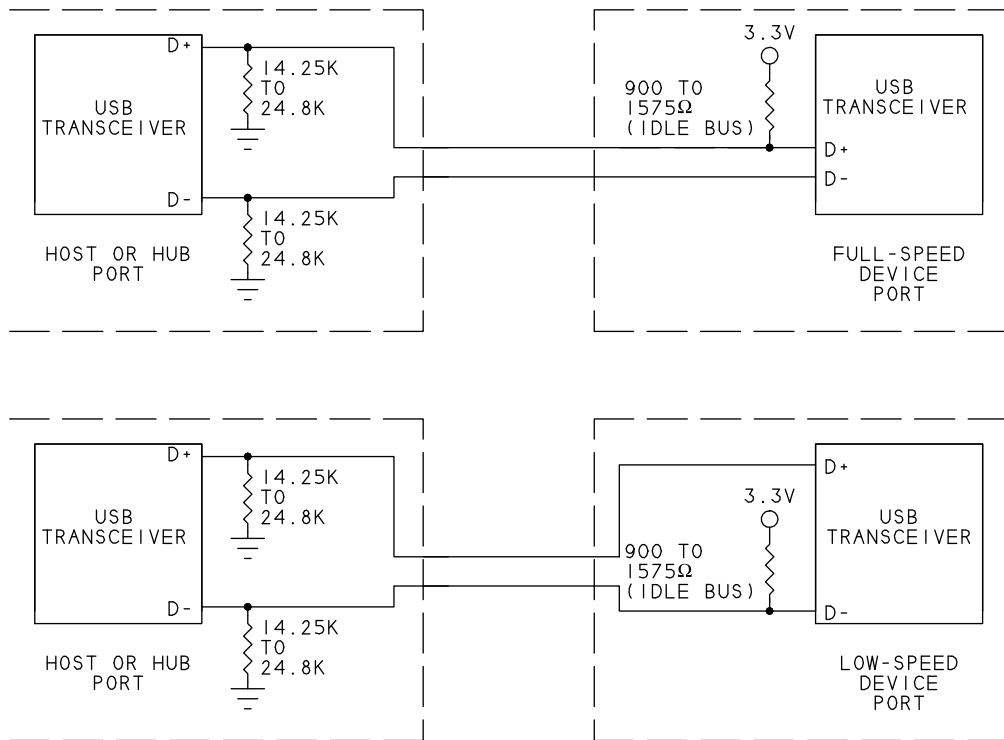 D+
14.25K
TO
24.8K
USB
TRANSCEIVER
D-
14.25K
TO
24.8K
HOST OR HUB
PORT
3.3V
900 TO
1575Ω
(IDLE BUS)
USB
TRANSCEIVER
D+
D-
FULL-SPEED
DEVICE
PORT
D+
14.25K
TO
24.8K
USB
TRANSCEIVER
D-
14.25K
TO
24.8K
HOST OR HUB
PORT
3.3V
900 TO
1575Ω
(IDLE BUS)
D+
USB
TRANSCEIVER
D-
LOW-SPEED
DEVICE
PORT